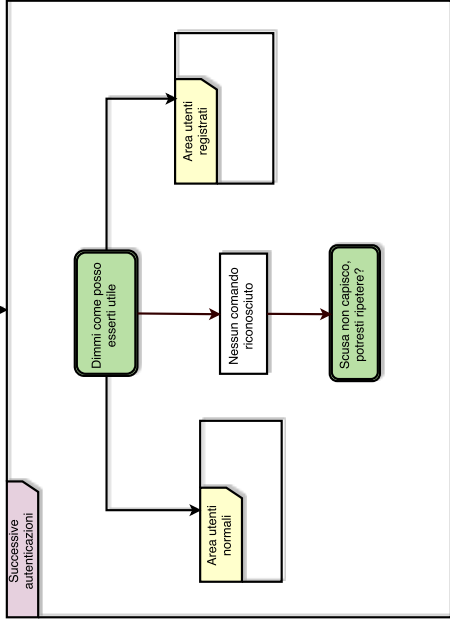 Successive
autenticazioni
Dimmi come posso
esserti utile
Area utenti
normali
Nessun comando
riconosciuto
Area utenti
registrati
Scusa non capisco,
potresti ripetere?